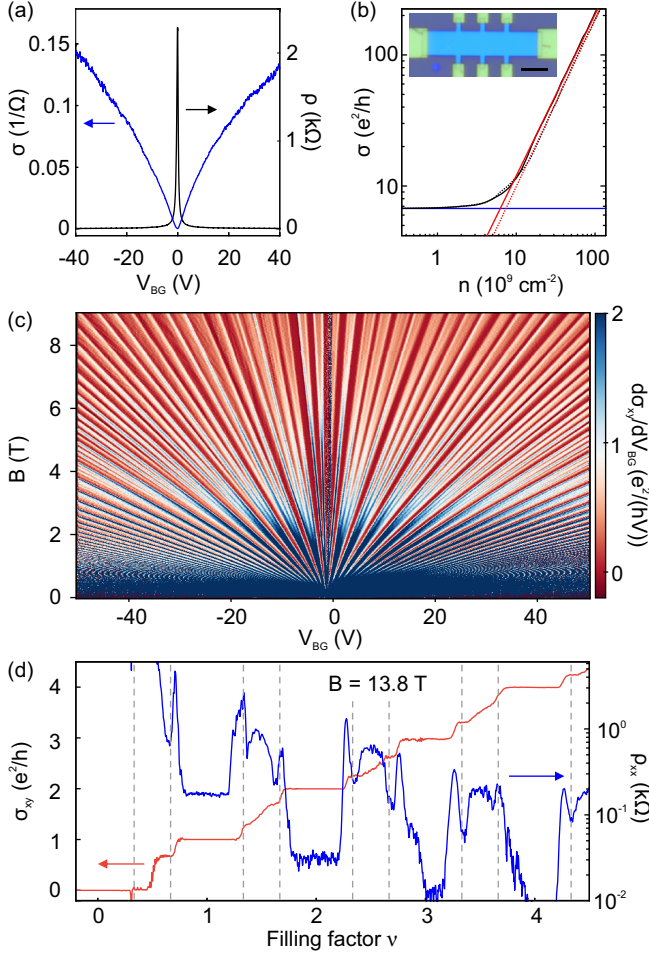 (a)
0.15
0.1
0.05
0
σ (1/Ω)
2
1
0
ρ (kΩ)
-40 -20 0 20 40
V_BG (V)
(b)
100
10
σ (e²/h)
1 10 100
n (10⁹ cm⁻²)
(c)
8
6
4
2
0
B (T)
-40 -20 0 20 40
V_BG (V)
2
1
0
dσ_xy/dV_BG (e²/(hV))
(d)
B = 13.8 T
4
3
2
1
0
σ_xy (e²/h)
10⁰
10⁻¹
10⁻²
ρ_xx (kΩ)
0 1 2 3 4
Filling factor ν